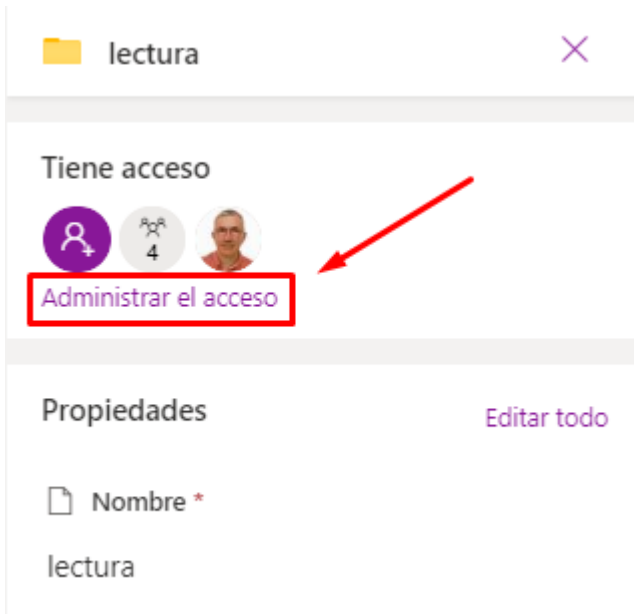 lectura
Tiene acceso
4
Administrar el acceso
Propiedades
Editar todo
Nombre *
lectura